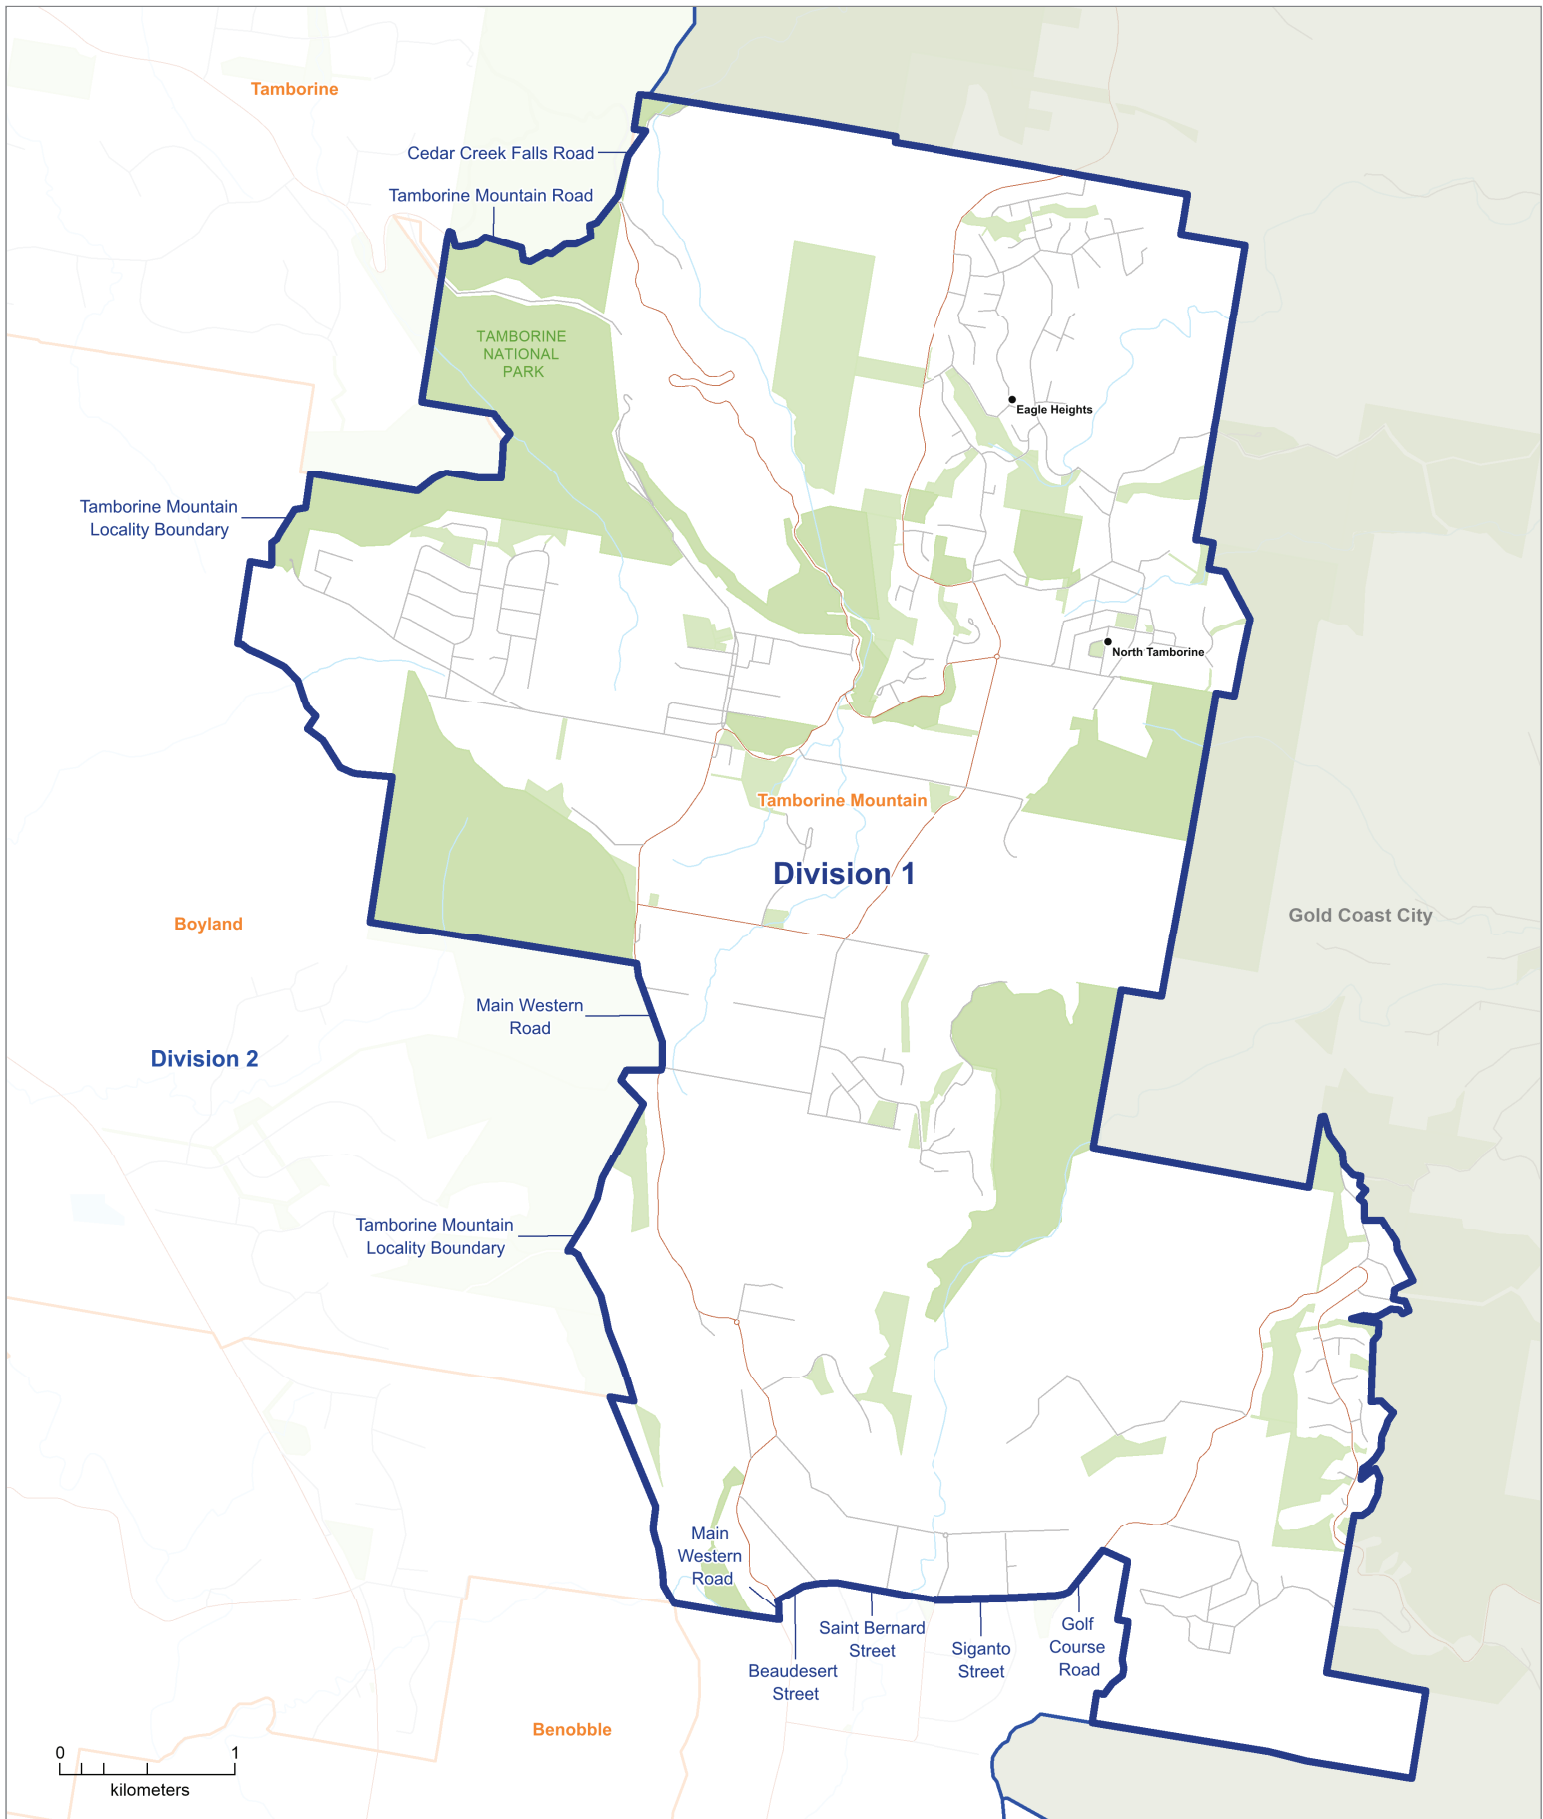 Tamborine
Cedar Creek Falls Road
Tamborine Mountain Road
TAMBORINE
NATIONAL
PARK
Eagle Heights
Tamborine Mountain
Locality Boundary
North Tamborine
Tamborine Mountain
Division 1
Gold Coast City
Boyland
Main Western
Road
Division 2
Tamborine Mountain
Locality Boundary
Main
Western
Road
Saint Bernard
Street
Golf
Course
Road
Siganto
Street
Beaudesert
Street
Benobble
0 1
kilometers